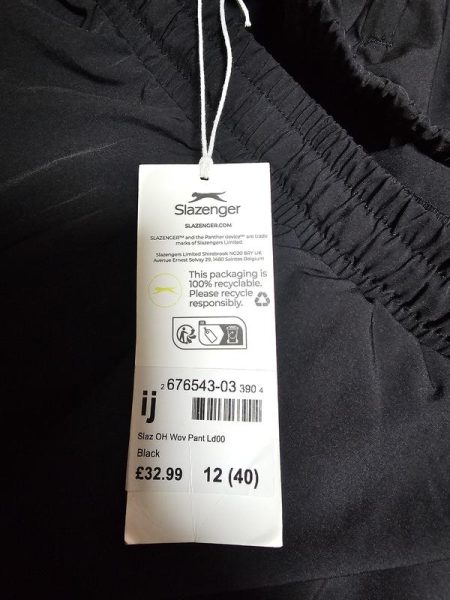 Slazenger
SLAZENGER.COM
SLAZENGER™ and the Panther device™ are trade
marks of Slazengers Limited.
Slazengers Limited Shirebrook NG20 8RY UK
Avenue Ernest Solvay 29, 1480 Saintes Belgium
This packaging is
100% recyclable.
Please recycle
responsibly.
ij
2 676543-03 390 4
Slaz OH Wov Pant Ld00
Black
£32.99 12 (40)